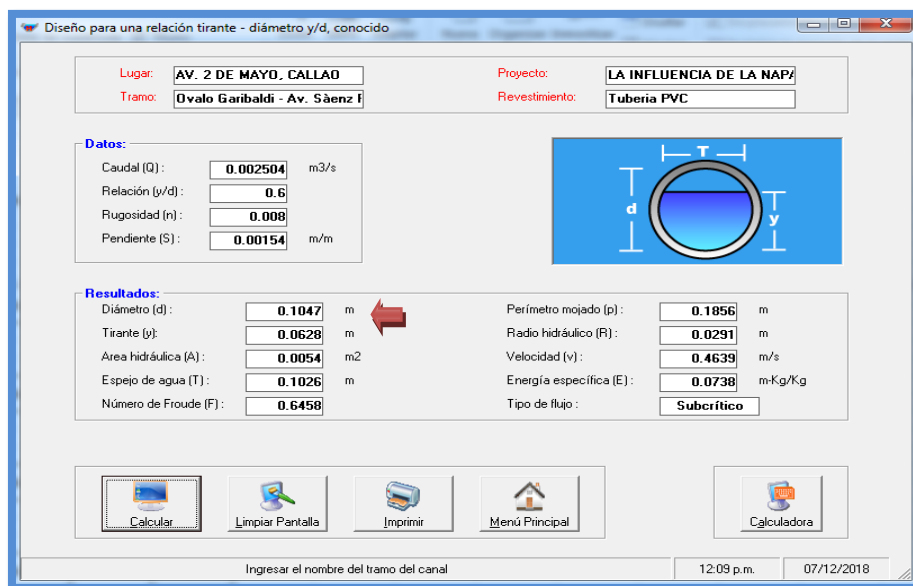 Diseño para una relación tirante - diámetro y/d, conocido
Lugar: AV. 2 DE MAYO, CALLAO Proyecto: LA INFLUENCIA DE LA NAPA
Tramo: Ovalo Garibaldi - Av. Sàenz P Revestimiento: Tuberia PVC
Datos:
Caudal (Q) : 0.002504 m3/s
Relación (y/d) : 0.6
Rugosidad (n) : 0.008
Pendiente (S) : 0.00154 m/m
T
d
y
Resultados:
Diámetro (d) : 0.1047 m Perímetro mojado (p) : 0.1856 m
Tirante (y): 0.0628 m Radio hidráulico (R) : 0.0291 m
Area hidráulica (A) : 0.0054 m2 Velocidad (v) : 0.4639 m/s
Espejo de agua (T) : 0.1026 m Energía específica (E) : 0.0738 m-Kg/Kg
Número de Froude (F) : 0.6458 Tipo de flujo : Subcrítico
Calcular Limpiar Pantalla Imprimir Menú Principal Calculadora
Ingresar el nombre del tramo del canal 12:09 p.m. 07/12/2018